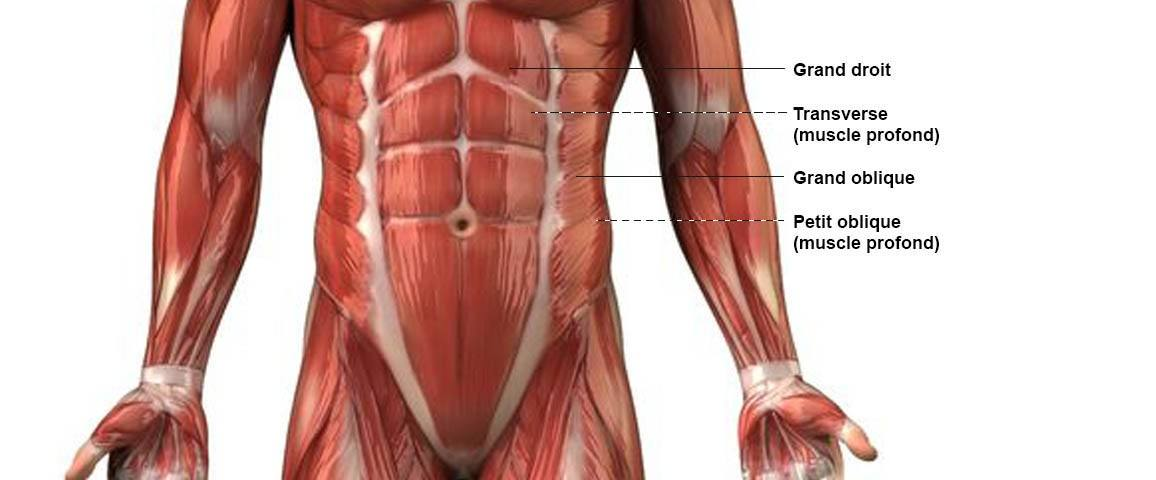 Grand droit
Transverse
(muscle profond)
Grand oblique
Petit oblique
(muscle profond)